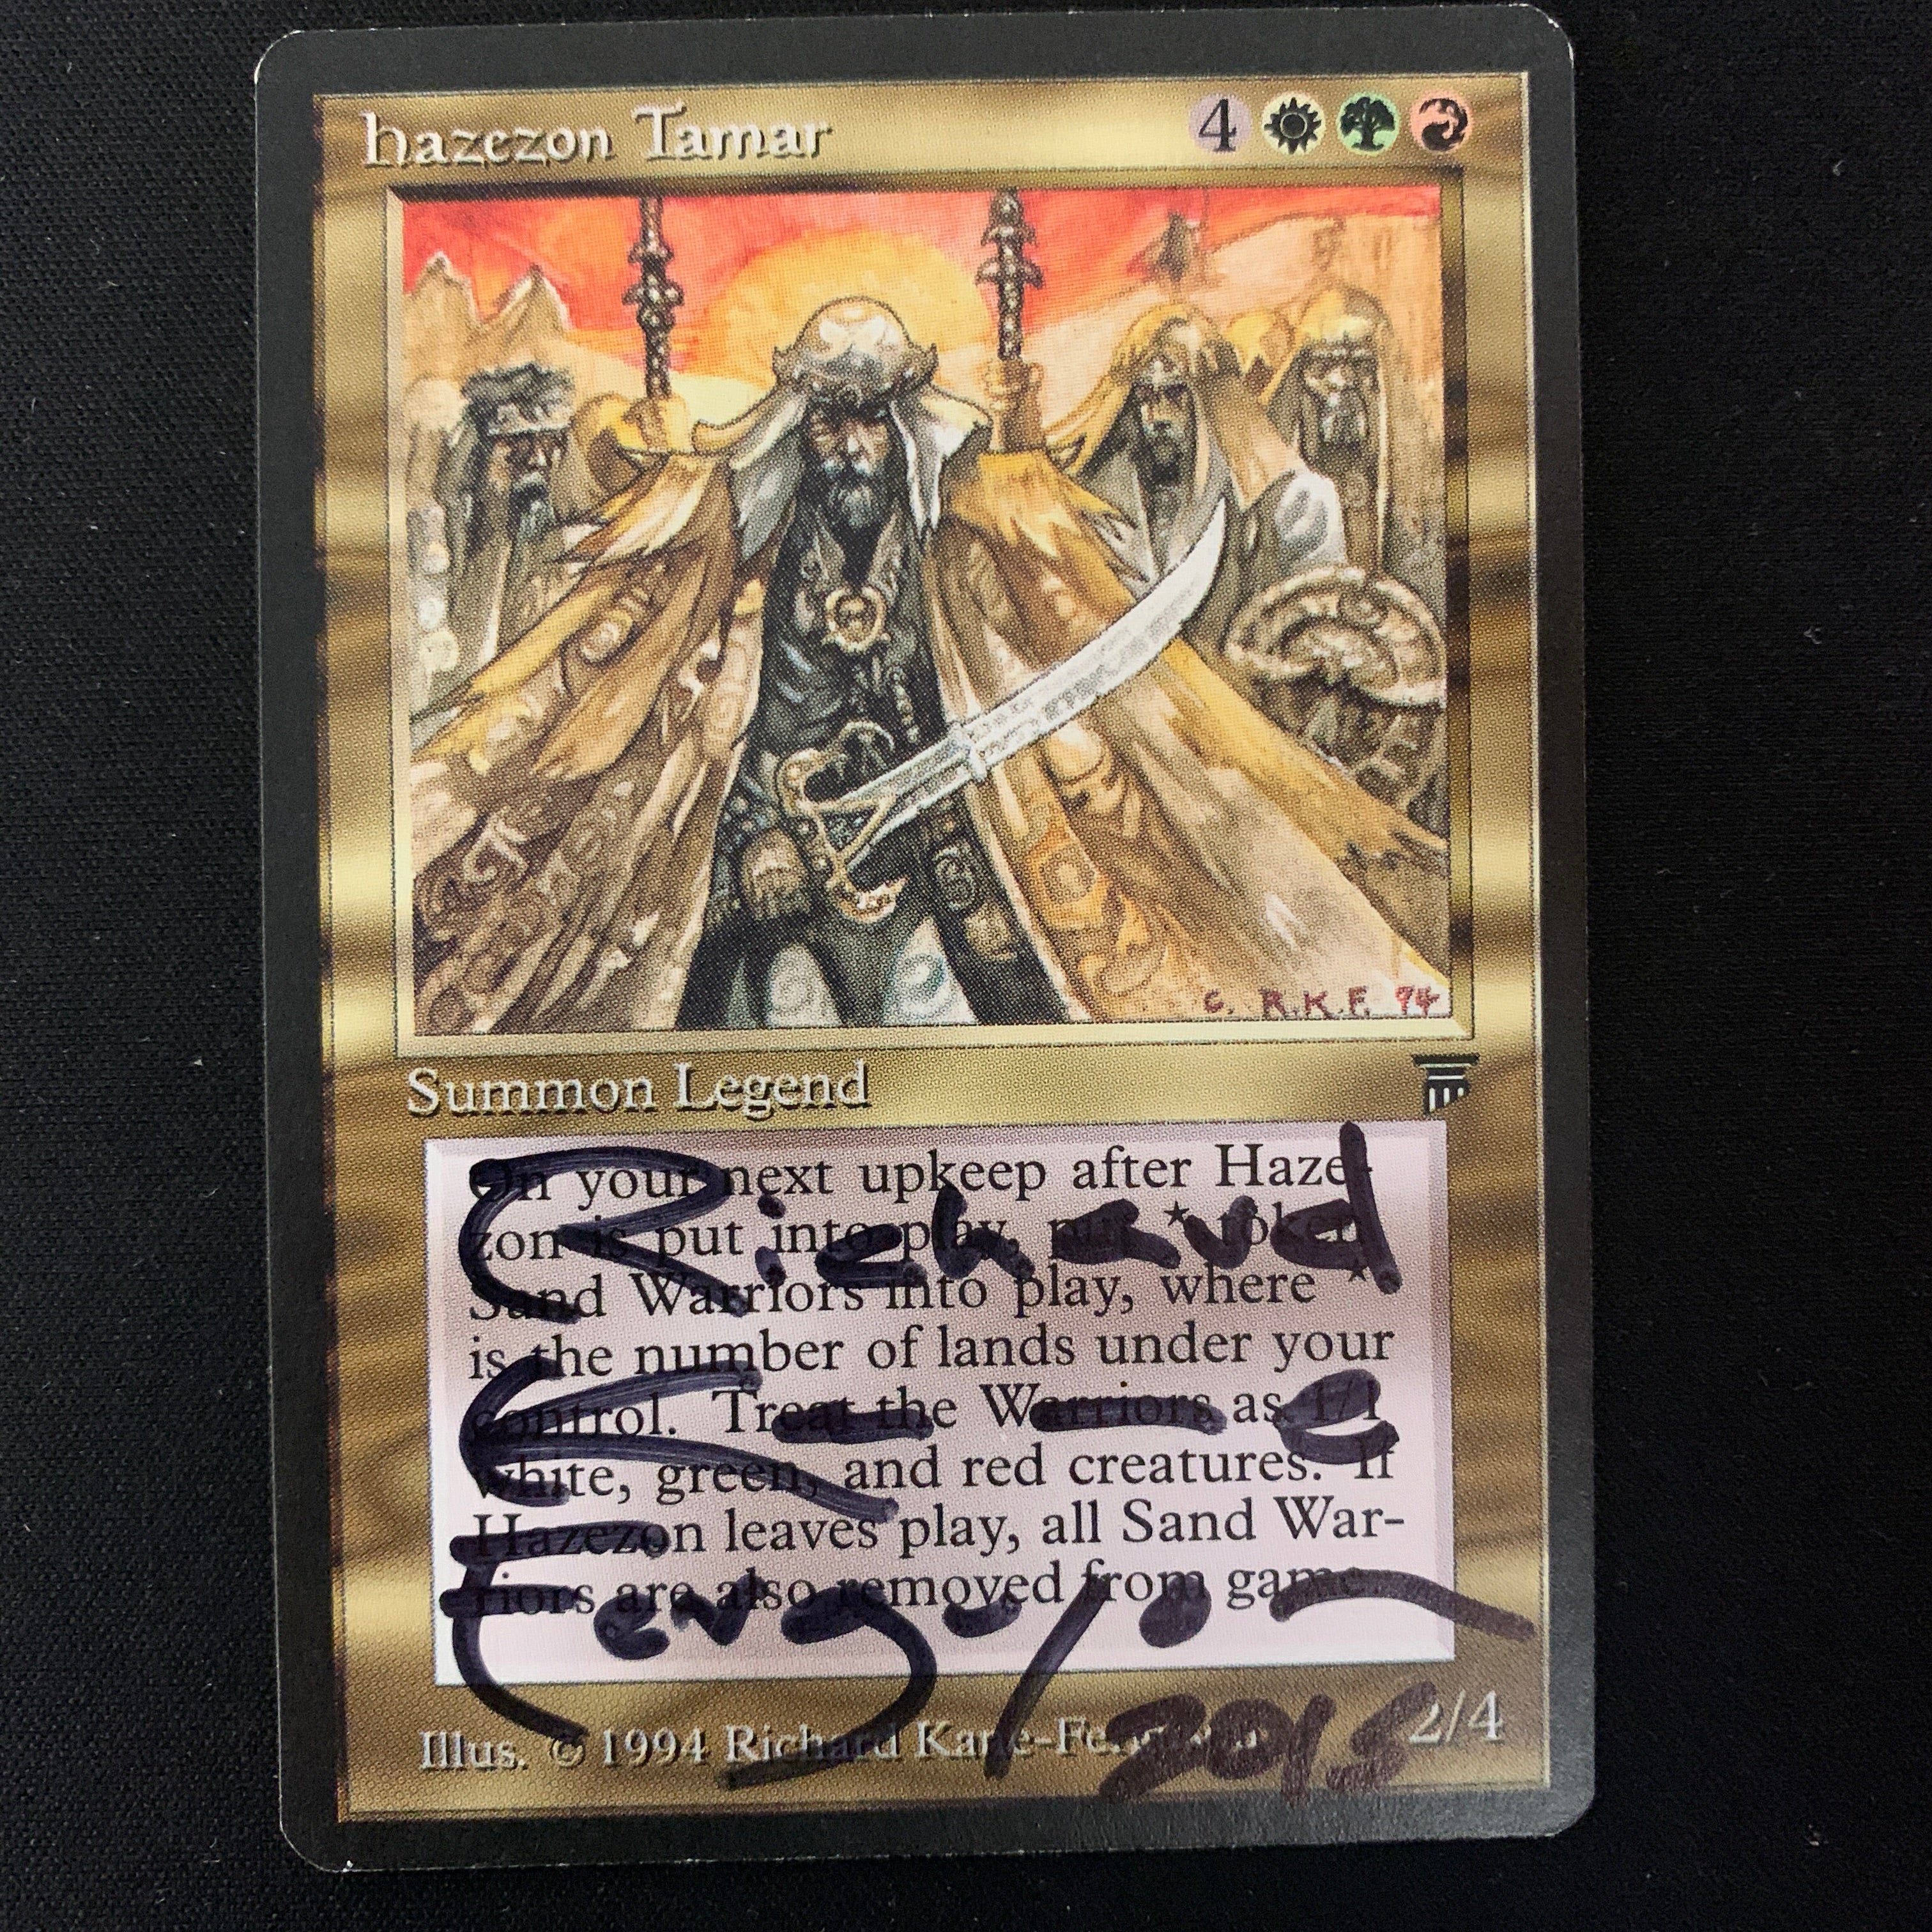 Hazezon Tamar
4
C. R.K.F. 94
Summon Legend
On your next upkeep after Haze-
zon is put into play, put * token
Sand Warriors into play, where *
is the number of lands under your
control. Treat the Warriors as 1/1
white, green, and red creatures. If
Hazezon leaves play, all Sand War-
riors are also removed from game.
Richard
Kane
Ferguson
2018
2/4
Illus. © 1994 Richard Kane-Ferguson